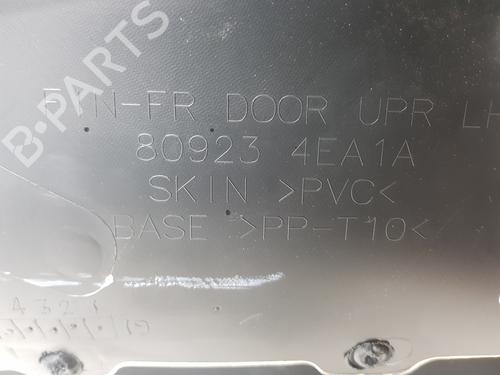 B-PARTS
FIN-FR DOOR UPR LH
80923 4EA1A
SKIN >PVC<
BASE >PP-T10<